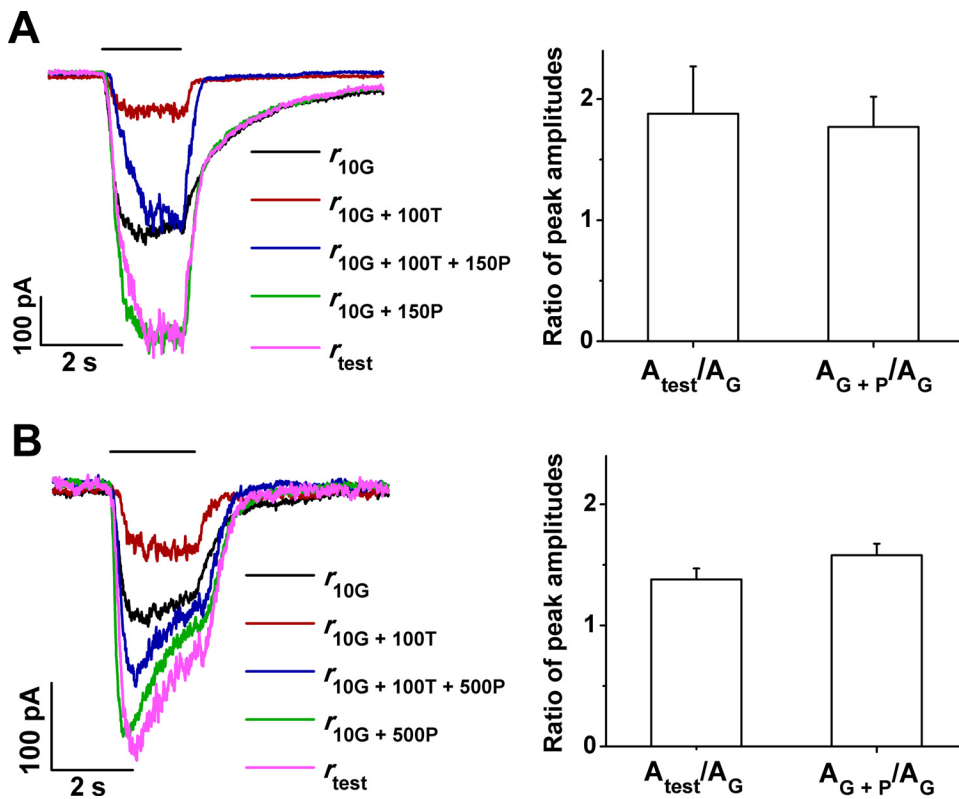 A
r10G
r10G + 100T
r10G + 100T + 150P
r10G + 150P
rtest
100 pA
2 s
Ratio of peak amplitudes
2
1
0
Atest/AG
AG + P/AG
B
r10G
r10G + 100T
r10G + 100T + 500P
r10G + 500P
rtest
100 pA
2 s
Ratio of peak amplitudes
2
1
0
Atest/AG
AG + P/AG